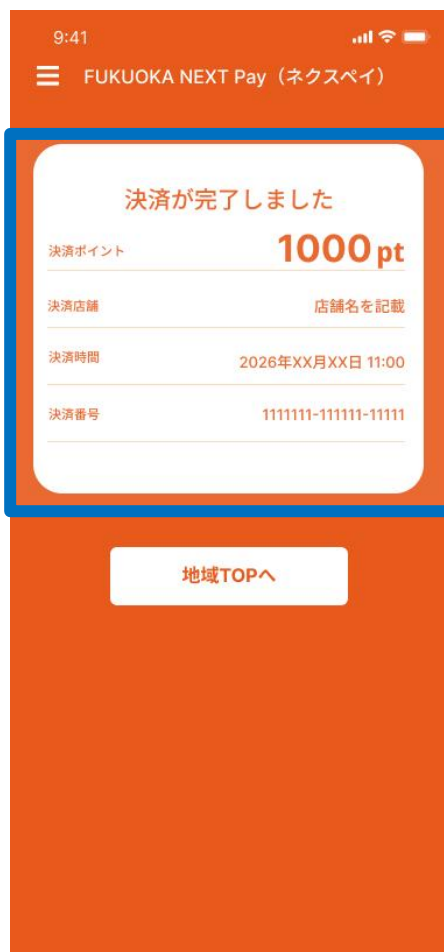 9:41
FUKUOKA NEXT Pay（ネクスペイ）
決済が完了しました
決済ポイント 1000 pt
決済店舗 店舗名を記載
決済時間 2026年XX月XX日 11:00
決済番号 1111111-111111-11111
地域TOPへ